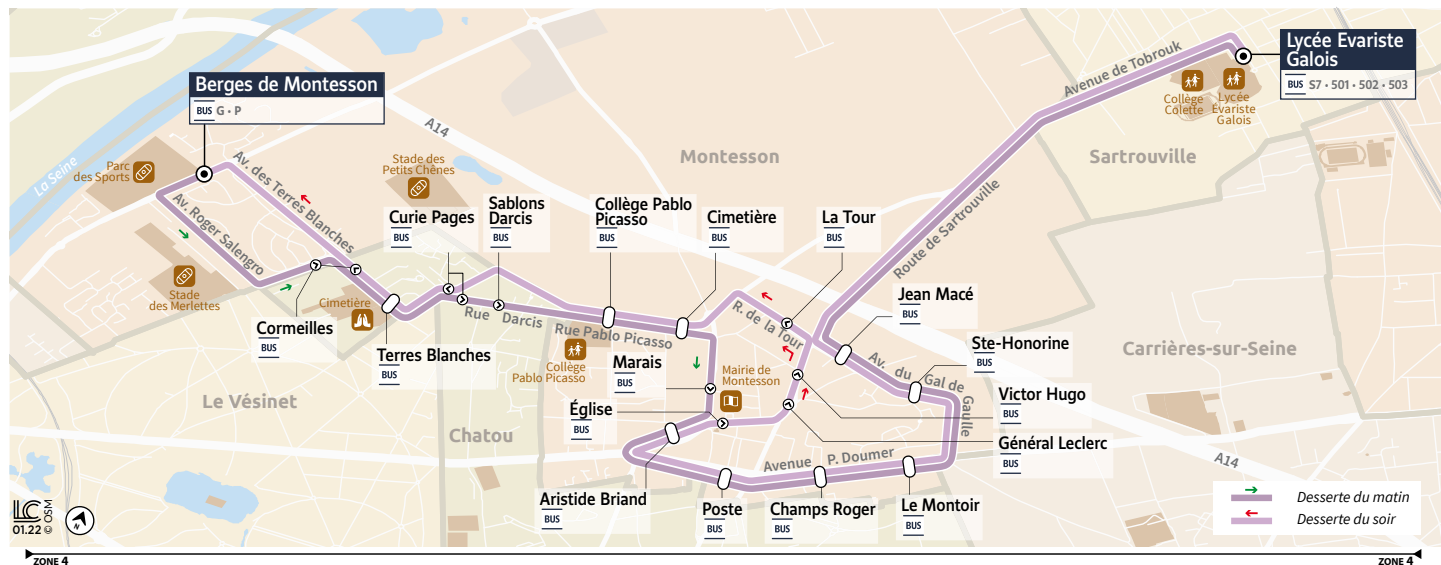 Berges de Montesson
BUS G • P
Lycée Evariste
Galois
BUS S7 • 501 • 502 • 503
La Seine
Parc
des Sports
Av. des Terres Blanches
Av. Roger Salengro
Stade
des Merlettes
A14
Stade des
Petits Chênes
Montesson
Sartrouville
Avenue de Tobrouk
Collège
Colette
Lycée
Évariste
Galois
Route de Sartrouville
Curie Pages
BUS
Sablons
Darcis
BUS
Collège Pablo
Picasso
BUS
Cimetière
BUS
La Tour
BUS
Cormeilles
BUS
Cimetière
Terres Blanches
BUS
Rue Darcis
Rue Pablo Picasso
Collège
Pablo Picasso
R. de la Tour
Jean Macé
BUS
Ste-Honorine
BUS
Av. du Gal de
Gaulle
Marais
BUS
Mairie de
Montesson
Victor Hugo
BUS
Église
BUS
Général Leclerc
BUS
Le Vésinet
Chatou
Carrières-sur-Seine
Avenue P. Doumer
Aristide Briand
BUS
Poste
BUS
Champs Roger
BUS
Le Montoir
BUS
A14
Desserte du matin
Desserte du soir
LC
01.22 © OSM
N
ZONE 4
ZONE 4